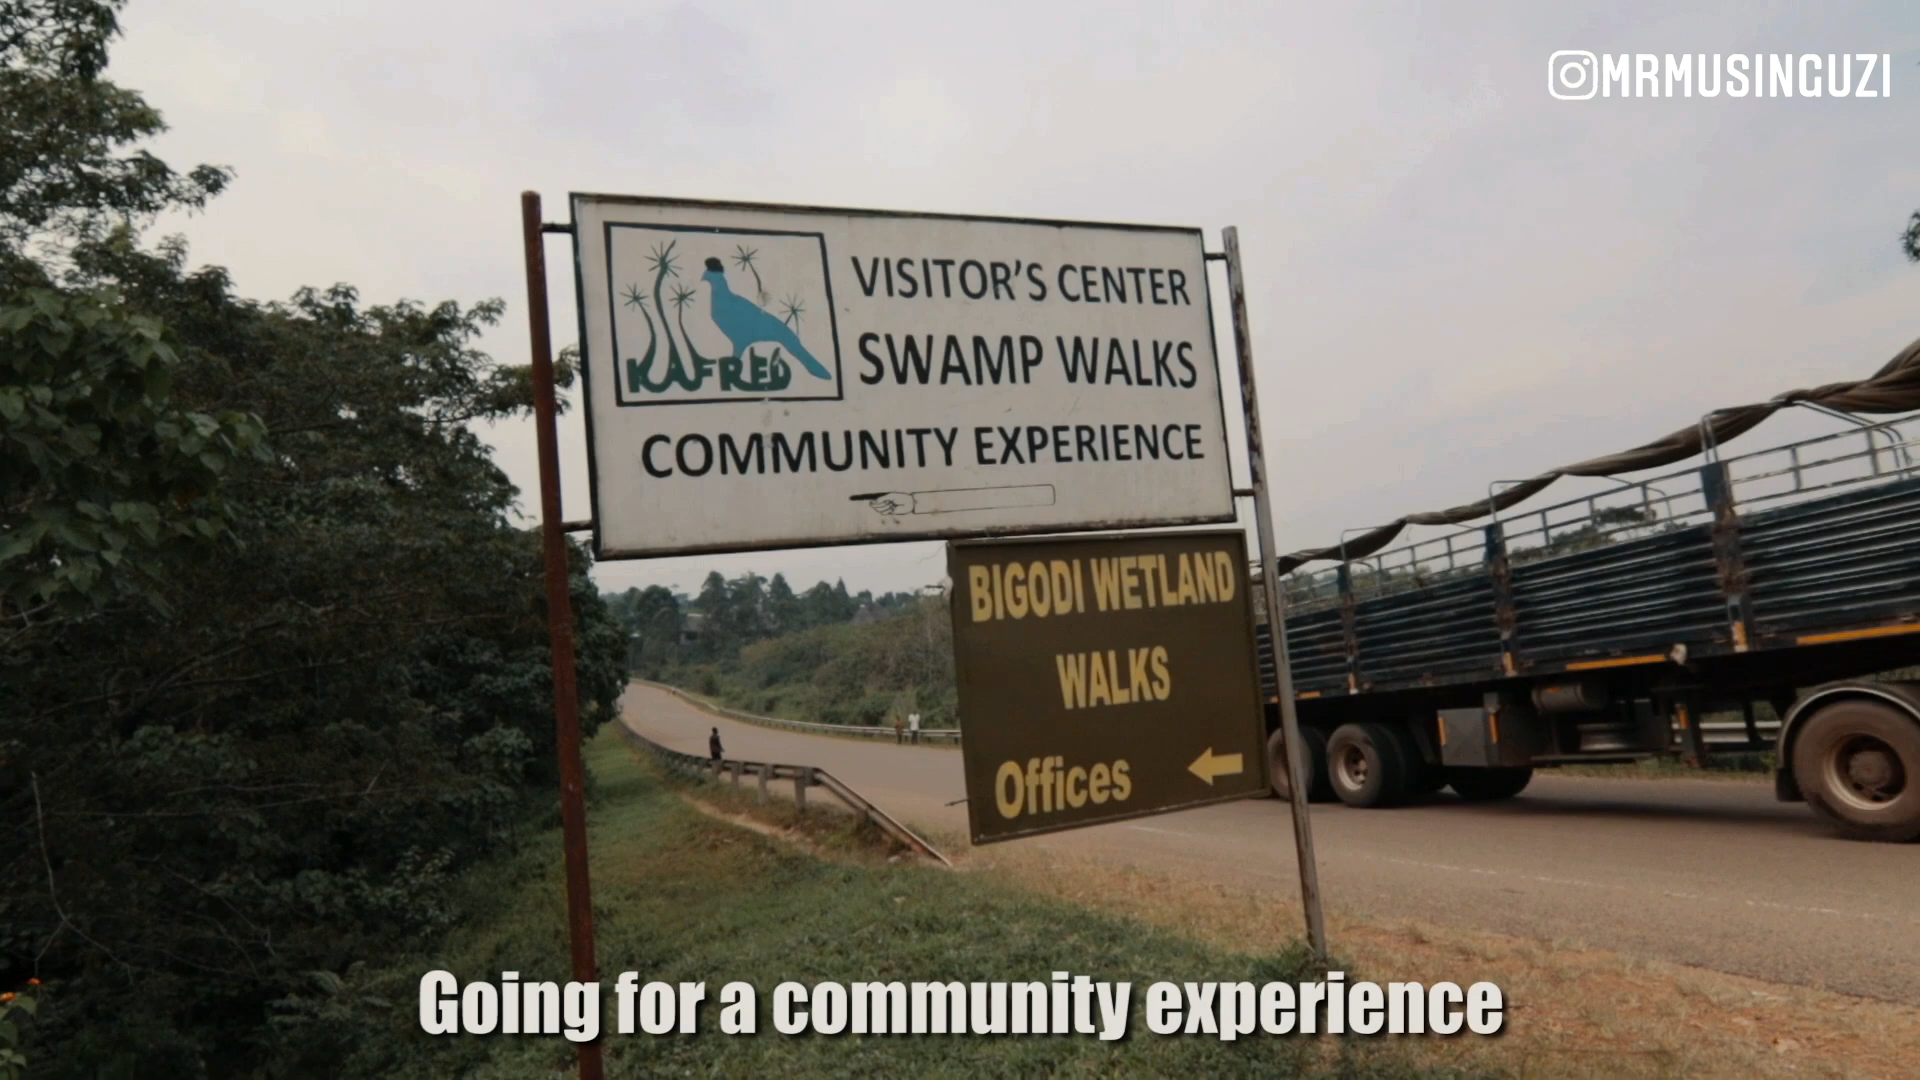 @MRMUSINGUZI
KAFRED
VISITOR'S CENTER
SWAMP WALKS
COMMUNITY EXPERIENCE
BIGODI WETLAND
WALKS
Offices
Going for a community experience